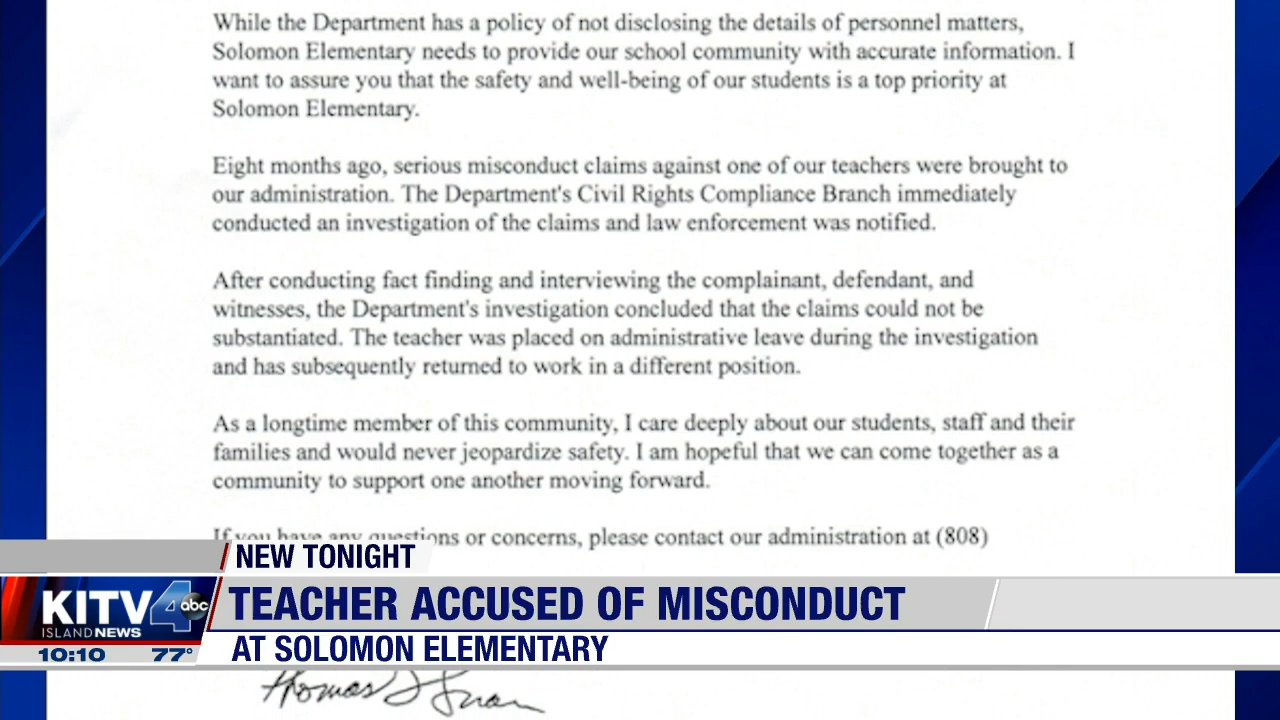 While the Department has a policy of not disclosing the details of personnel matters,
Solomon Elementary needs to provide our school community with accurate information. I
want to assure you that the safety and well-being of our students is a top priority at
Solomon Elementary.
Eight months ago, serious misconduct claims against one of our teachers were brought to
our administration. The Department's Civil Rights Compliance Branch immediately
conducted an investigation of the claims and law enforcement was notified.
After conducting fact finding and interviewing the complainant, defendant, and
witnesses, the Department's investigation concluded that the claims could not be
substantiated. The teacher was placed on administrative leave during the investigation
and has subsequently returned to work in a different position.
As a longtime member of this community, I care deeply about our students, staff and their
families and would never jeopardize safety. I am hopeful that we can come together as a
community to support one another moving forward.
If you have any questions or concerns, please contact our administration at (808)
NEW TONIGHT
KITV 4 abc
ISLAND NEWS
10:10 77°
TEACHER ACCUSED OF MISCONDUCT
AT SOLOMON ELEMENTARY
Thomas J